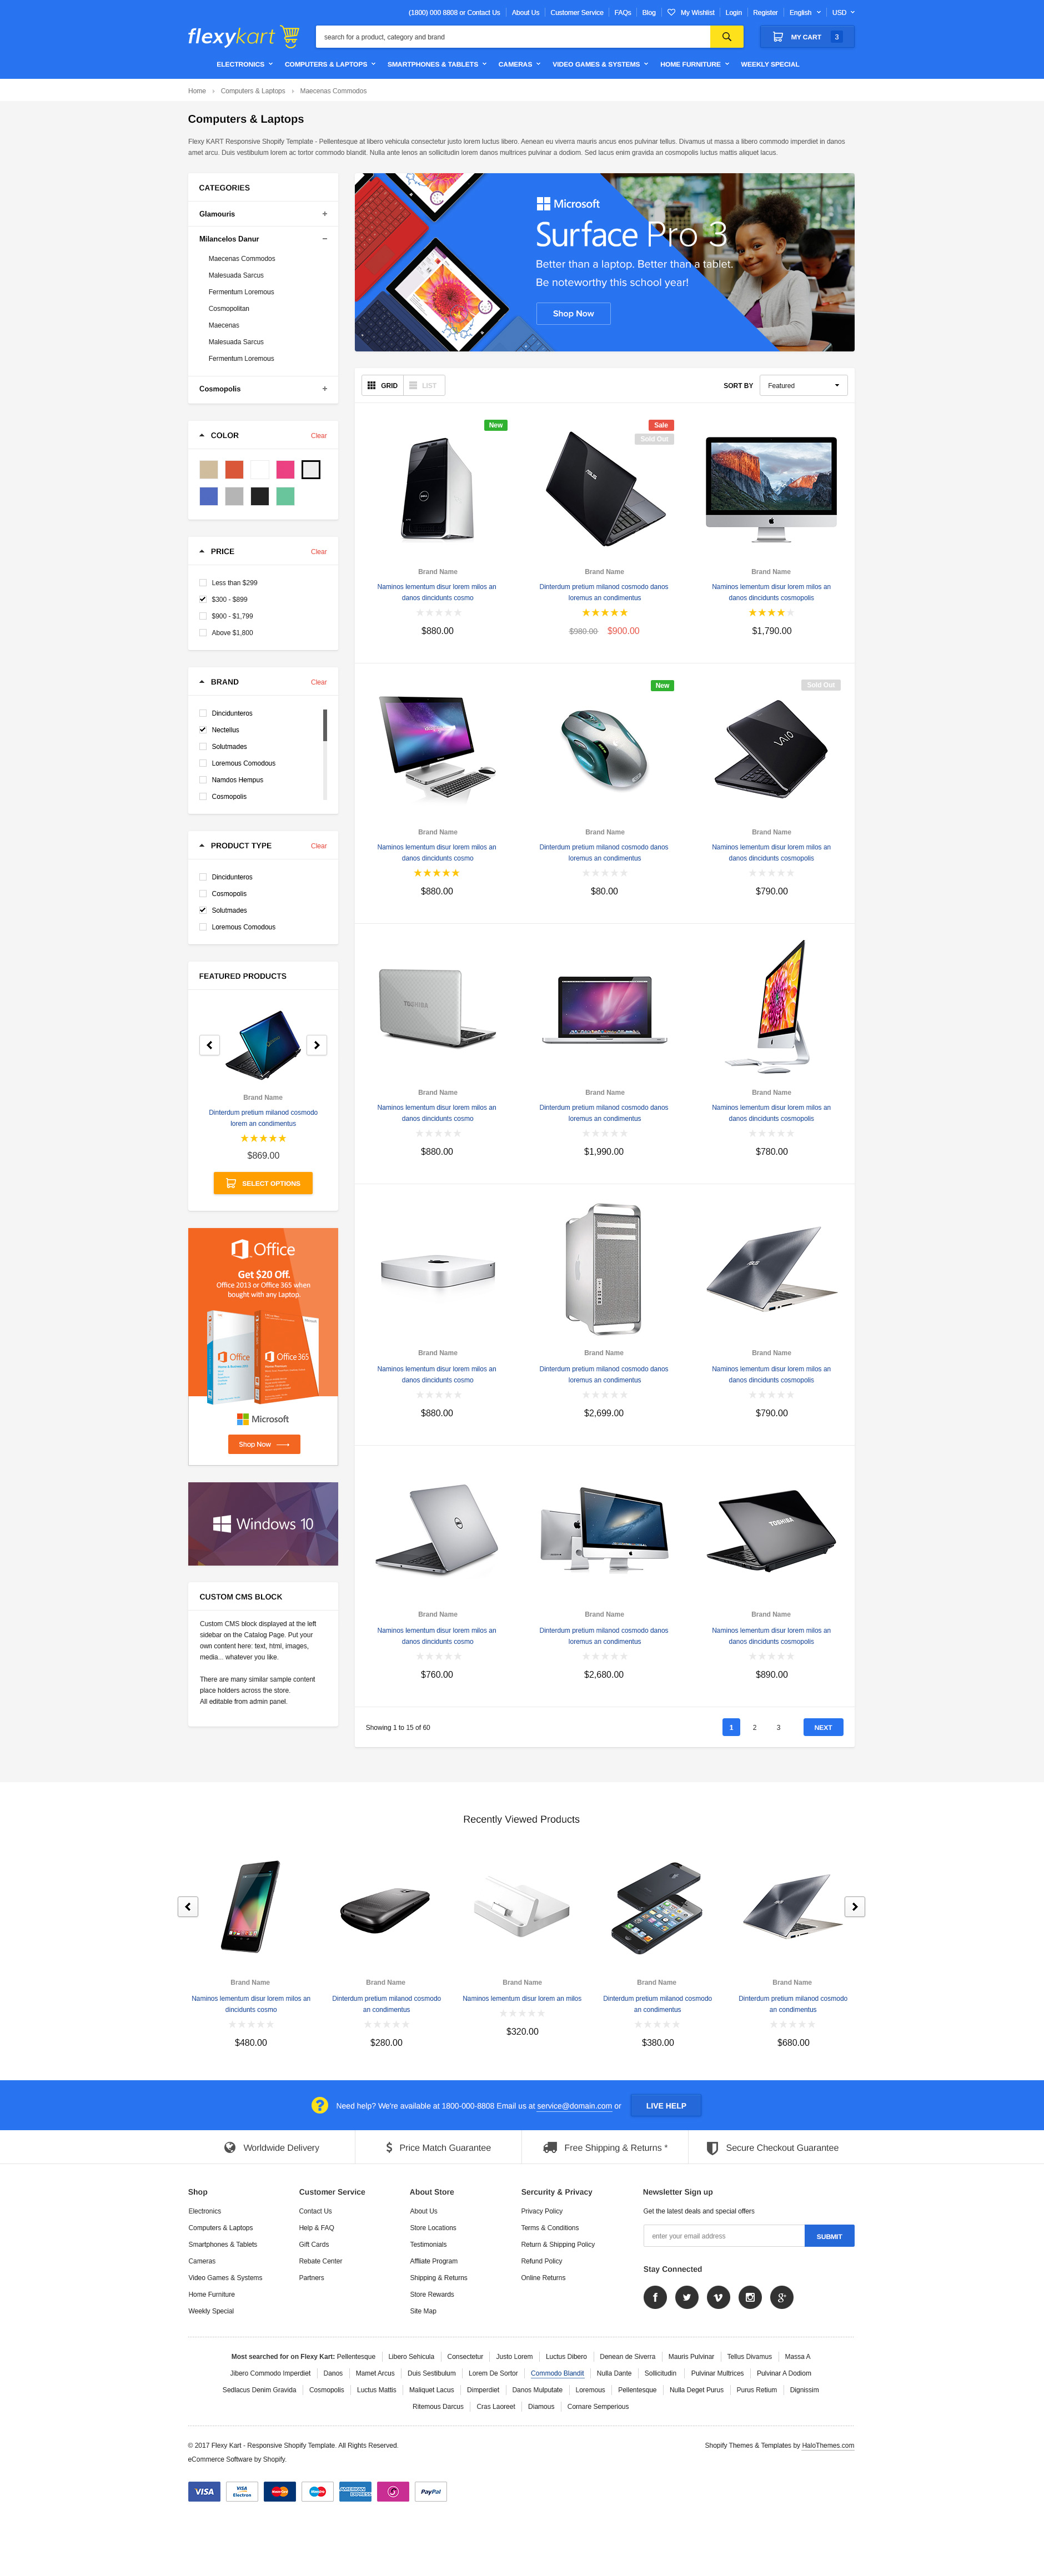 (1800) 000 8808 or Contact Us About Us Customer Service FAQs Blog My Wishlist Login Register English USD
flexykart
search for a product, category and brand
MY CART 3
ELECTRONICS COMPUTERS & LAPTOPS SMARTPHONES & TABLETS CAMERAS VIDEO GAMES & SYSTEMS HOME FURNITURE WEEKLY SPECIAL
Home › Computers & Laptops › Maecenas Commodos
Computers & Laptops
Flexy KART Responsive Shopify Template - Pellentesque at libero vehicula consectetur justo lorem luctus libero. Aenean eu viverra mauris ancus enos pulvinar tellus. Divamus ut massa a libero commodo imperdiet in danos
amet arcu. Duis vestibulum lorem ac tortor commodo blandit. Nulla ante lenos an sollicitudin lorem danos multrices pulvinar a dodiom. Sed lacus enim gravida an cosmopolis luctus mattis aliquet lacus.
CATEGORIES
Glamouris +
Milancelos Danur −
Maecenas Commodos
Malesuada Sarcus
Fermentum Loremous
Cosmopolitan
Maecenas
Malesuada Sarcus
Fermentum Loremous
Cosmopolis +
COLOR Clear
PRICE Clear
Less than $299
$300 - $899
$900 - $1,799
Above $1,800
BRAND Clear
Dincidunteros
Nectellus
Solutmades
Loremous Comodous
Namdos Hempus
Cosmopolis
PRODUCT TYPE Clear
Dincidunteros
Cosmopolis
Solutmades
Loremous Comodous
FEATURED PRODUCTS
Brand Name
Dinterdum pretium milanod cosmodo
lorem an condimentus
$869.00
SELECT OPTIONS
Office
Get $20 Off.
Office 2013 or Office 365 when
bought with any Laptop.
Office
Office 365
Microsoft
Shop Now
Windows 10
CUSTOM CMS BLOCK
Custom CMS block displayed at the left
sidebar on the Catalog Page. Put your
own content here: text, html, images,
media... whatever you like.
There are many similar sample content
place holders across the store.
All editable from admin panel.
Microsoft
Surface Pro 3
Better than a laptop. Better than a tablet.
Be noteworthy this school year!
Shop Now
GRID LIST SORT BY Featured
New Sale
Sold Out
ASUS
Brand Name Brand Name Brand Name
Naminos lementum disur lorem milos an Dinterdum pretium milanod cosmodo danos Naminos lementum disur lorem milos an
danos dincidunts cosmo loremus an condimentus danos dincidunts cosmopolis
$880.00 $980.00 $900.00 $1,790.00
New Sold Out
VAIO
Brand Name Brand Name Brand Name
Naminos lementum disur lorem milos an Dinterdum pretium milanod cosmodo danos Naminos lementum disur lorem milos an
danos dincidunts cosmo loremus an condimentus danos dincidunts cosmopolis
$880.00 $80.00 $790.00
TOSHIBA
Brand Name Brand Name Brand Name
Naminos lementum disur lorem milos an Dinterdum pretium milanod cosmodo danos Naminos lementum disur lorem milos an
danos dincidunts cosmo loremus an condimentus danos dincidunts cosmopolis
$880.00 $1,990.00 $780.00
ASUS
Brand Name Brand Name Brand Name
Naminos lementum disur lorem milos an Dinterdum pretium milanod cosmodo danos Naminos lementum disur lorem milos an
danos dincidunts cosmo loremus an condimentus danos dincidunts cosmopolis
$880.00 $2,699.00 $790.00
DELL TOSHIBA
Brand Name Brand Name Brand Name
Naminos lementum disur lorem milos an Dinterdum pretium milanod cosmodo danos Naminos lementum disur lorem milos an
danos dincidunts cosmo loremus an condimentus danos dincidunts cosmopolis
$760.00 $2,680.00 $890.00
Showing 1 to 15 of 60 1 2 3 NEXT
Recently Viewed Products
Brand Name Brand Name Brand Name Brand Name Brand Name
Naminos lementum disur lorem milos an Dinterdum pretium milanod cosmodo Naminos lementum disur lorem an milos Dinterdum pretium milanod cosmodo Dinterdum pretium milanod cosmodo
dincidunts cosmo an condimentus an condimentus an condimentus
$480.00 $280.00 $320.00 $380.00 $680.00
? Need help? We're available at 1800-000-8808 Email us at service@domain.com or LIVE HELP
Worldwide Delivery $ Price Match Guarantee Free Shipping & Returns * Secure Checkout Guarantee
Shop
Electronics
Computers & Laptops
Smartphones & Tablets
Cameras
Video Games & Systems
Home Furniture
Weekly Special
Customer Service
Contact Us
Help & FAQ
Gift Cards
Rebate Center
Partners
About Store
About Us
Store Locations
Testimonials
Affliate Program
Shipping & Returns
Store Rewards
Site Map
Sercurity & Privacy
Privacy Policy
Terms & Conditions
Return & Shipping Policy
Refund Policy
Online Returns
Newsletter Sign up
Get the latest deals and special offers
enter your email address SUBMIT
Stay Connected
Most searched for on Flexy Kart: Pellentesque Libero Sehicula Consectetur Justo Lorem Luctus Dibero Denean de Siverra Mauris Pulvinar Tellus Divamus Massa A
Jibero Commodo Imperdiet Danos Mamet Arcus Duis Sestibulum Lorem De Sortor Commodo Blandit Nulla Dante Sollicitudin Pulvinar Multrices Pulvinar A Dodiom
Sedlacus Denim Gravida Cosmopolis Luctus Mattis Maliquet Lacus Dimperdiet Danos Mulputate Loremous Pellentesque Nulla Deget Purus Purus Retium Dignissim
Ritemous Darcus Cras Laoreet Diamous Cornare Semperious
© 2017 Flexy Kart - Responsive Shopify Template. All Rights Reserved. Shopify Themes & Templates by HaloThemes.com
eCommerce Software by Shopify.
VISA VISA Electron MasterCard Maestro AMERICAN EXPRESS PayPal